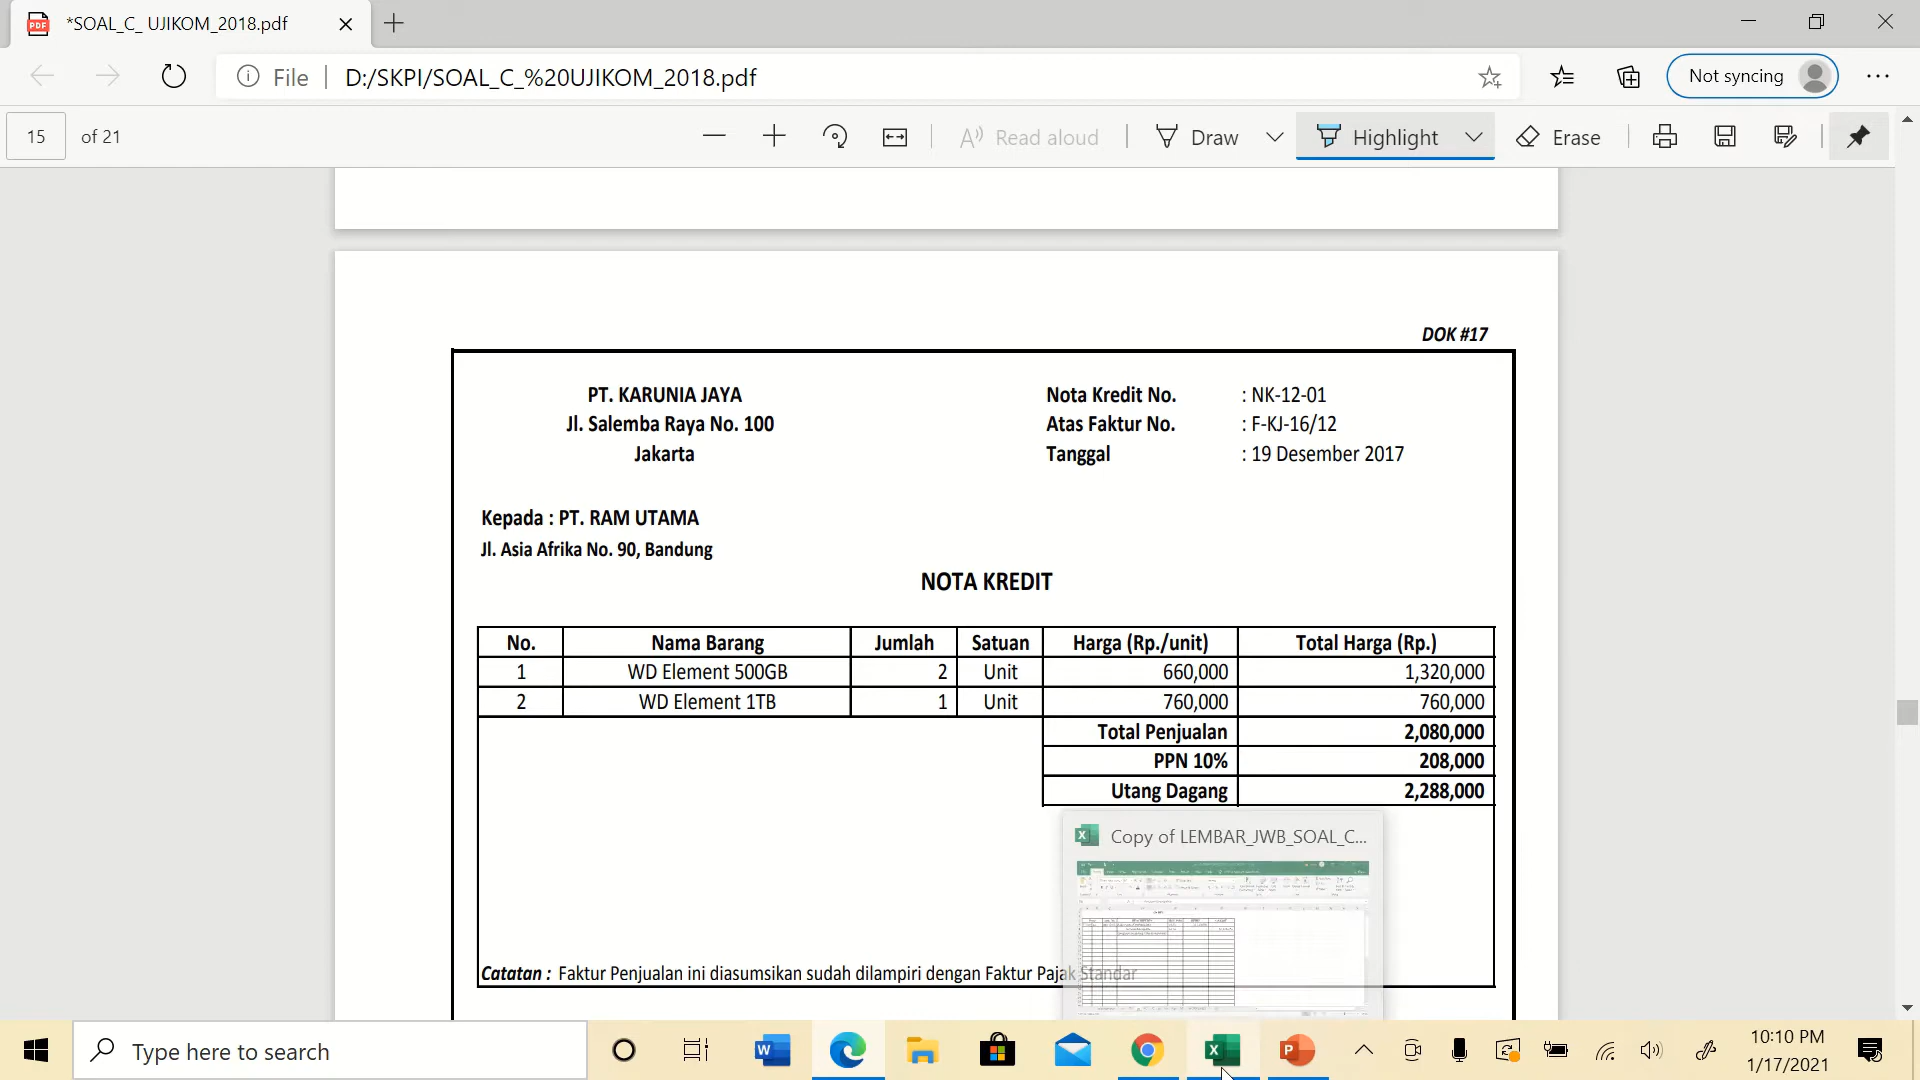 *SOAL_C_ UJIKOM_2018.pdf
File
D:/SKPI/SOAL_C_%20UJIKOM_2018.pdf
Not syncing
15 of 21
Read aloud
Draw
Highlight
Erase
DOK #17
PT. KARUNIA JAYA
Jl. Salemba Raya No. 100
Jakarta
Nota Kredit No. : NK-12-01
Atas Faktur No. : F-KJ-16/12
Tanggal : 19 Desember 2017
Kepada : PT. RAM UTAMA
Jl. Asia Afrika No. 90, Bandung
NOTA KREDIT
No. Nama Barang Jumlah Satuan Harga (Rp./unit) Total Harga (Rp.)
1 WD Element 500GB 2 Unit 660,000 1,320,000
2 WD Element 1TB 1 Unit 760,000 760,000
Total Penjualan 2,080,000
PPN 10% 208,000
Utang Dagang 2,288,000
Copy of LEMBAR_JWB_SOAL_C...
Catatan : Faktur Penjualan ini diasumsikan sudah dilampiri dengan Faktur Pajak Standar
Type here to search
10:10 PM
1/17/2021